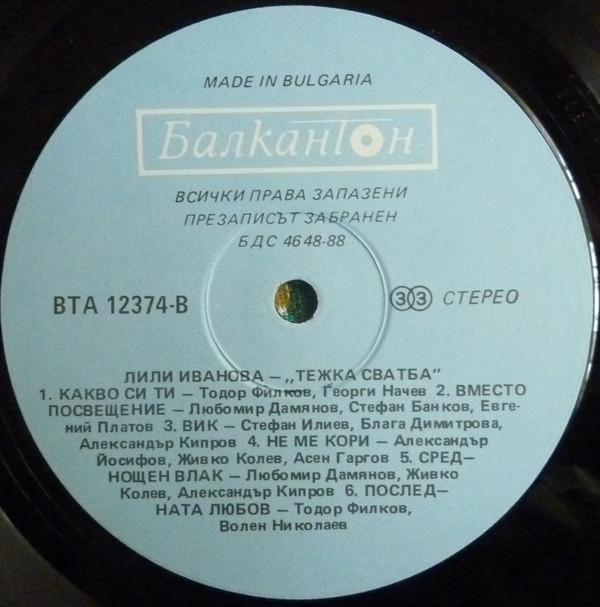 MADE IN BULGARIA
Балкантон
ВСИЧКИ ПРАВА ЗАПАЗЕНИ
ПРЕЗАПИСЪТ ЗАБРАНЕН
БДС 4648-88
ВТА 12374-В
33 СТЕРЕО
ЛИЛИ ИВАНОВА – „ТЕЖКА СВАТБА"
1. КАКВО СИ ТИ – Тодор Филков, Георги Начев 2. ВМЕСТО
ПОСВЕЩЕНИЕ – Любомир Дамянов, Стефан Банков, Евге-
ний Платов 3. ВИК – Стефан Илиев, Блага Димитрова,
Александър Кипров 4. НЕ МЕ КОРИ – Александър
Йосифов, Живко Колев, Асен Гаргов 5. СРЕД–
НОЩЕН ВЛАК – Любомир Дамянов, Живко
Колев, Александър Кипров 6. ПОСЛЕД–
НАТА ЛЮБОВ – Тодор Филков,
Волен Николаев